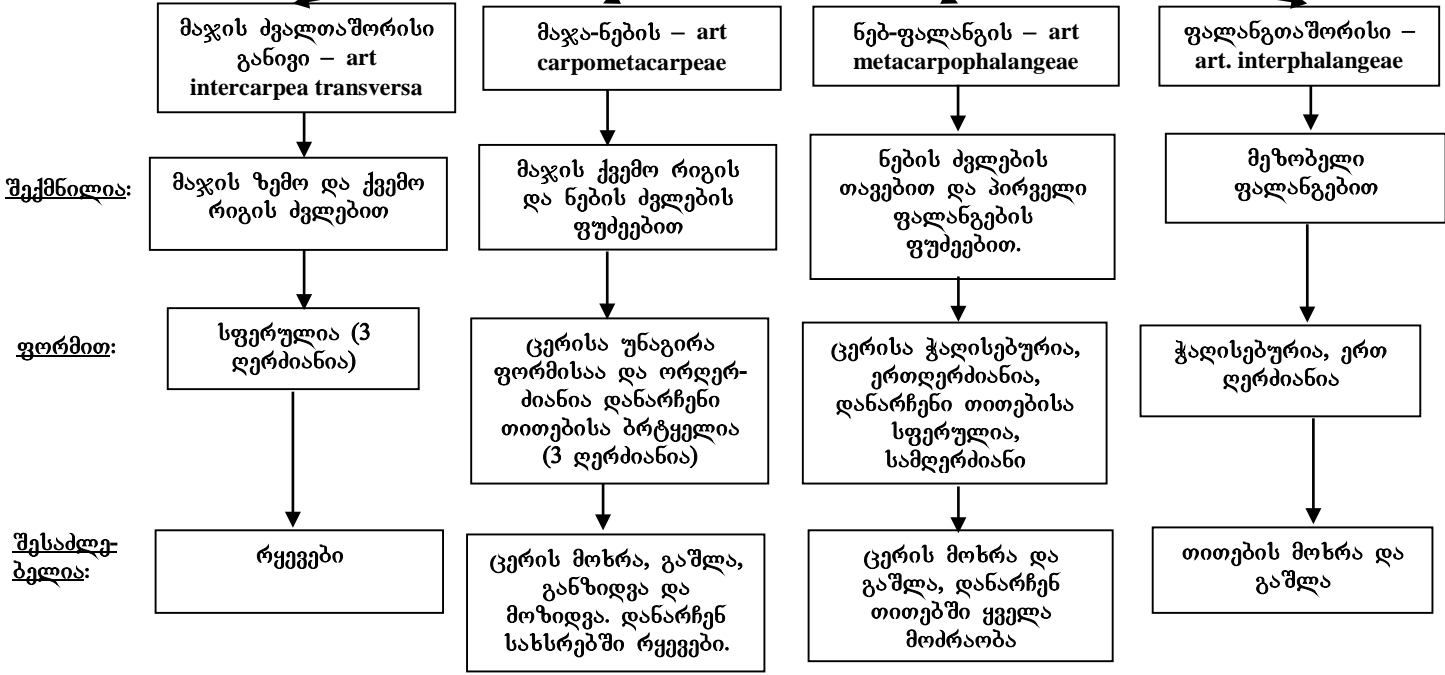 მაჯის ძვალთაშორისი
განივი – art
intercarpea transversa
მაჯა-ნების – art
carpometacarpeae
ნებ-ფალანგის – art
metacarpophalangeae
ფალანგთაშორისი –
art. interphalangeae
შექმნილია:
მაჯის ზემო და ქვემო
რიგის ძვლებით
მაჯის ქვემო რიგის
და ნების ძვლების
ფუძეებით
ნების ძვლების
თავებით და პირველი
ფალანგების
ფუძეებით.
მეზობელი
ფალანგებით
ფორმით:
სფერულია (3
ღერძიანია)
ცერისა უნაგირა
ფორმისაა და ორღერ-
ძიანია დანარჩენი
თითებისა ბრტყელია
(3 ღერძიანია)
ცერისა ჭაღისებურია,
ერთღერძიანია,
დანარჩენი თითებისა
სფერულია,
სამღერძიანი
ჭაღისებურია, ერთ
ღერძიანია
შესაძლე-
ბელია:
რყევები
ცერის მოხრა, გაშლა,
განზიდვა და
მოზიდვა. დანარჩენ
სახსრებში რყევები.
ცერის მოხრა და
გაშლა, დანარჩენ
თითებში ყველა
მოძრაობა
თითების მოხრა და
გაშლა